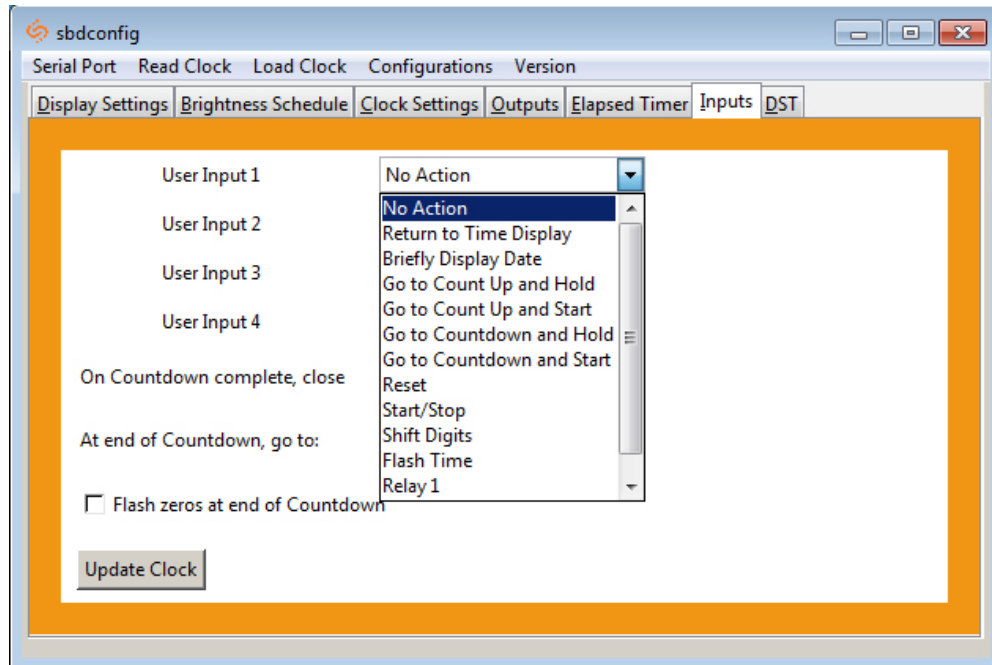 sbdconfig
Serial Port Read Clock Load Clock Configurations Version
Display Settings Brightness Schedule Clock Settings Outputs Elapsed Timer Inputs DST
User Input 1 No Action
No Action
User Input 2
Return to Time Display
Briefly Display Date
User Input 3
Go to Count Up and Hold
Go to Count Up and Start
User Input 4
Go to Countdown and Hold
Go to Countdown and Start
On Countdown complete, close
Reset
Start/Stop
At end of Countdown, go to:
Shift Digits
Flash Time
Relay 1
Flash zeros at end of Countdown
Update Clock